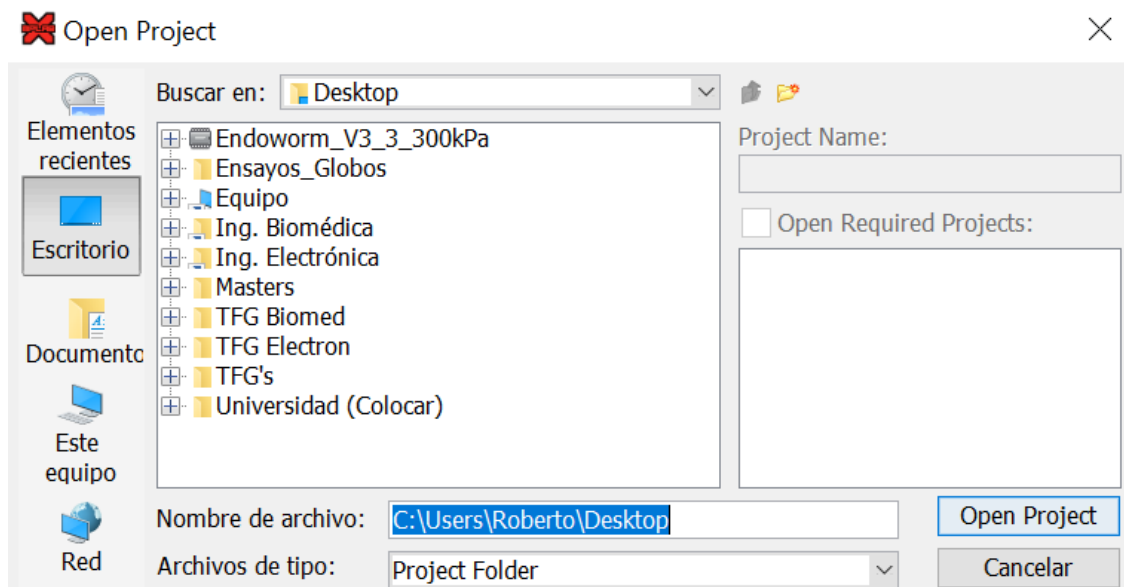 Open Project
Buscar en: Desktop
Elementos recientes
Escritorio
Documento
Este equipo
Red
Endoworm_V3_3_300kPa
Ensayos_Globos
Equipo
Ing. Biomédica
Ing. Electrónica
Masters
TFG Biomed
TFG Electron
TFG's
Universidad (Colocar)
Project Name:
Open Required Projects:
Nombre de archivo: C:\Users\Roberto\Desktop
Open Project
Archivos de tipo: Project Folder
Cancelar